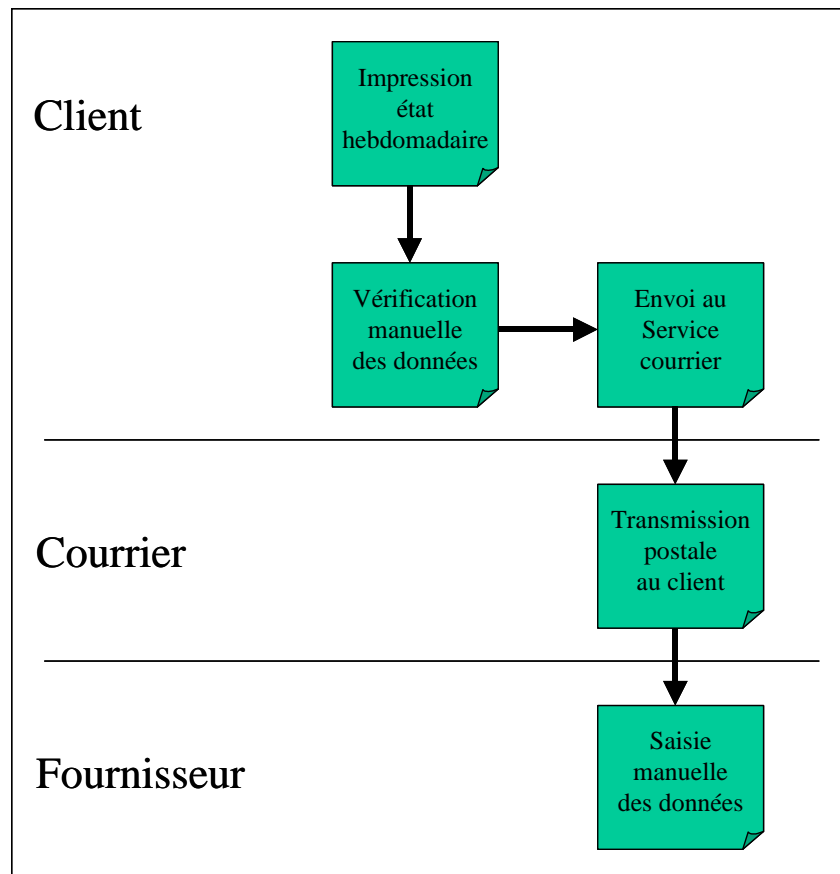 Client
Impression
état
hebdomadaire
Vérification
manuelle
des données
Envoi au
Service
courrier
Courrier
Transmission
postale
au client
Fournisseur
Saisie
manuelle
des données